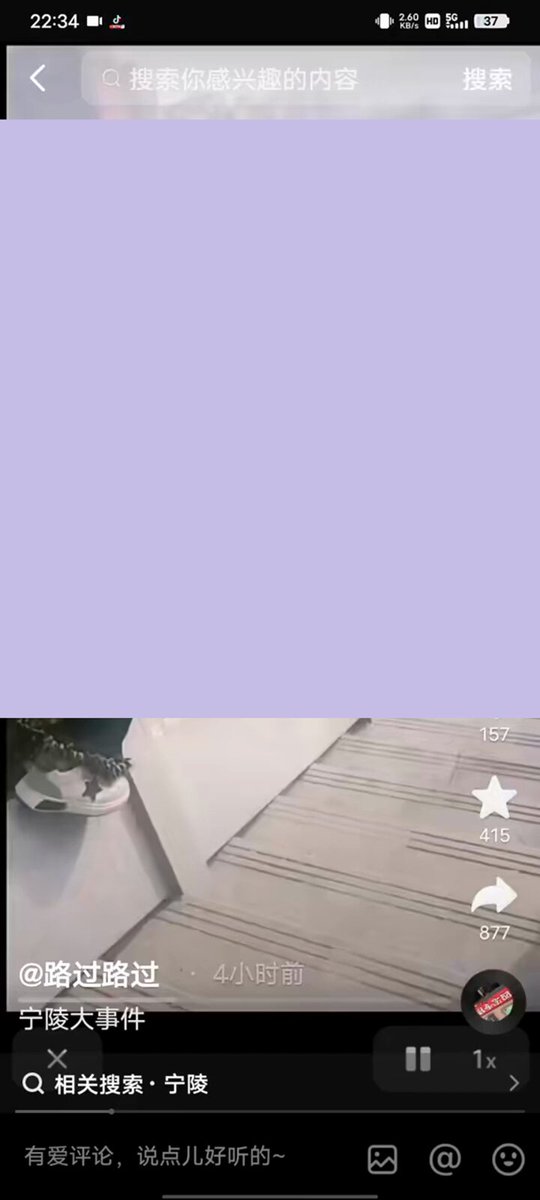 22:34
2.60 KB/s HD 5G 37
搜索你感兴趣的内容 搜索
157
415
877
@路过路过 · 4小时前
宁陵大事件
1x
相关搜索·宁陵
有爱评论，说点儿好听的~